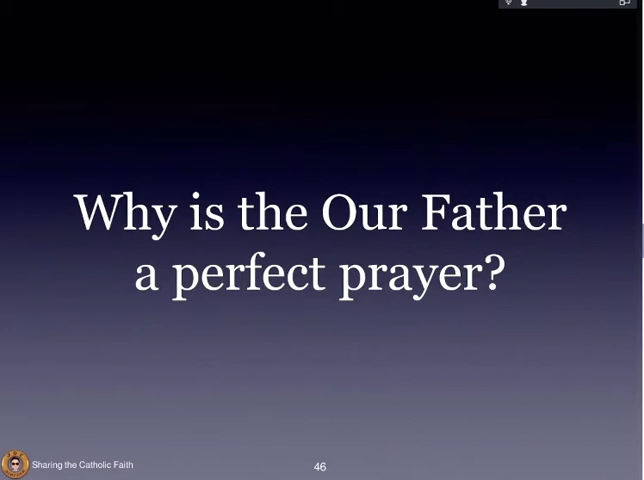 Why is the Our Father
a perfect prayer?
Sharing the Catholic Faith
46